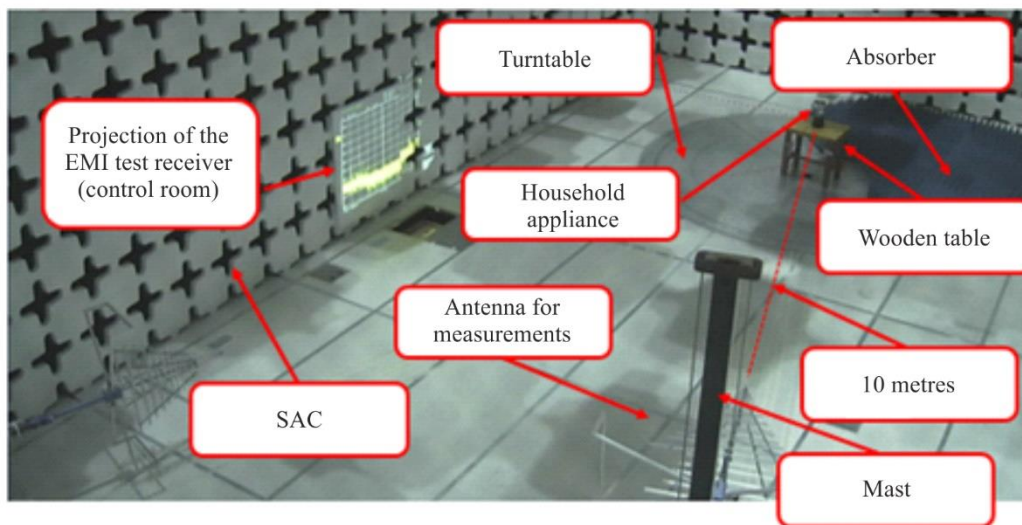 Turntable
Absorber
Projection of the
EMI test receiver
(control room)
Household
appliance
Wooden table
Antenna for
measurements
10 metres
SAC
Mast